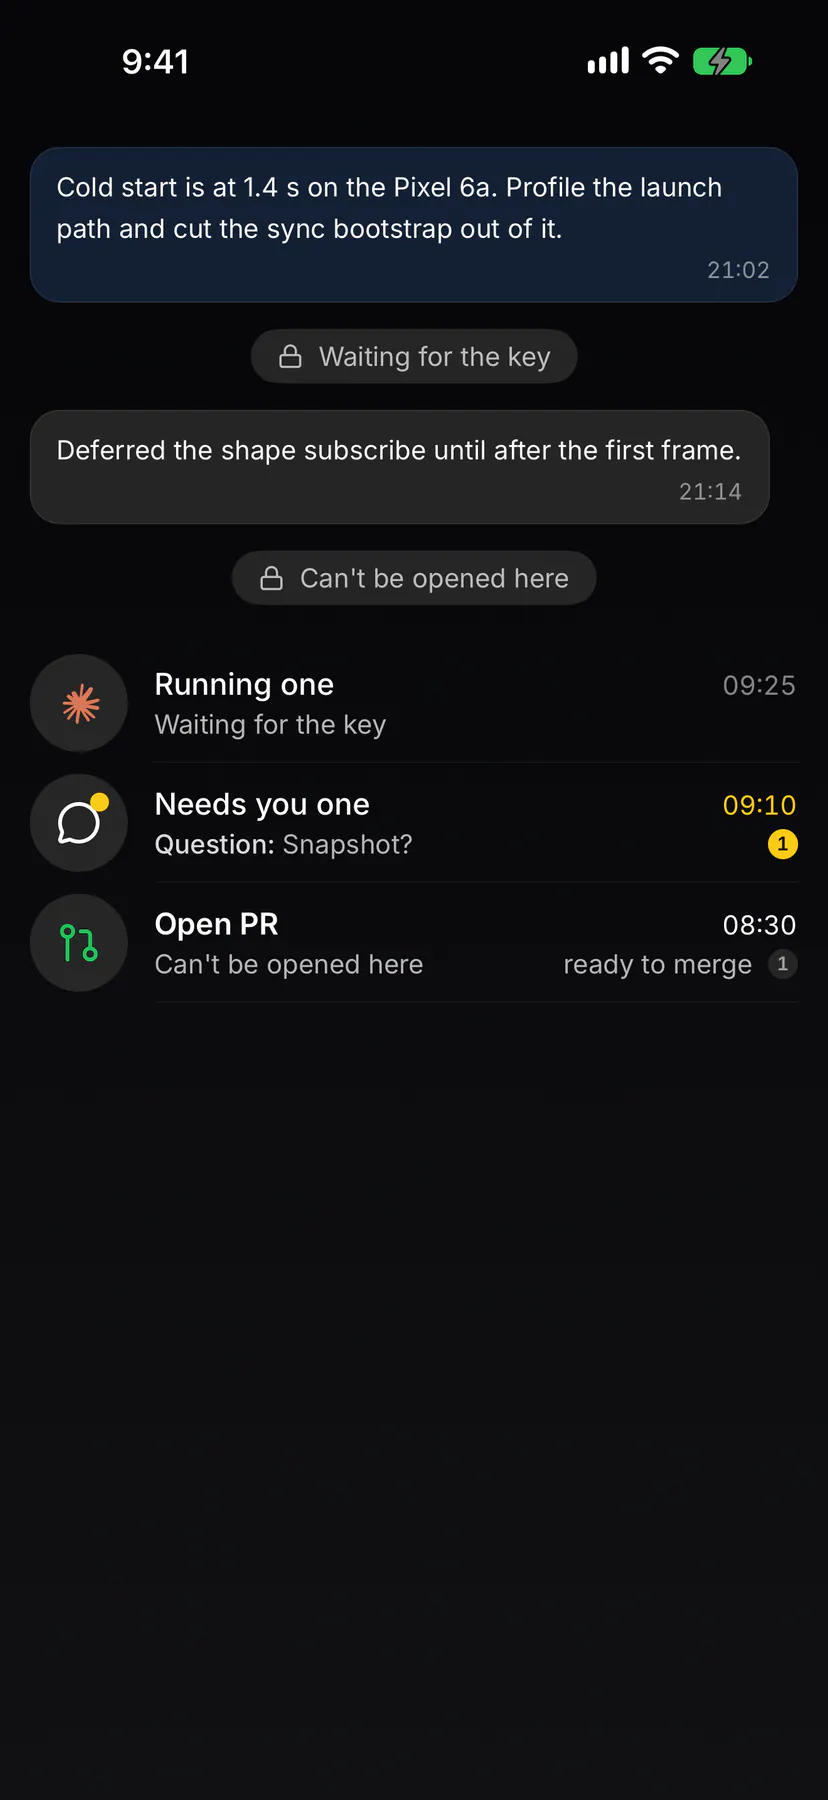 9:41
Cold start is at 1.4 s on the Pixel 6a. Profile the launch
path and cut the sync bootstrap out of it.
21:02
Waiting for the key
Deferred the shape subscribe until after the first frame.
21:14
Can't be opened here
Running one
09:25
Waiting for the key
Needs you one
09:10
Question: Snapshot?
1
Open PR
08:30
Can't be opened here
ready to merge
1